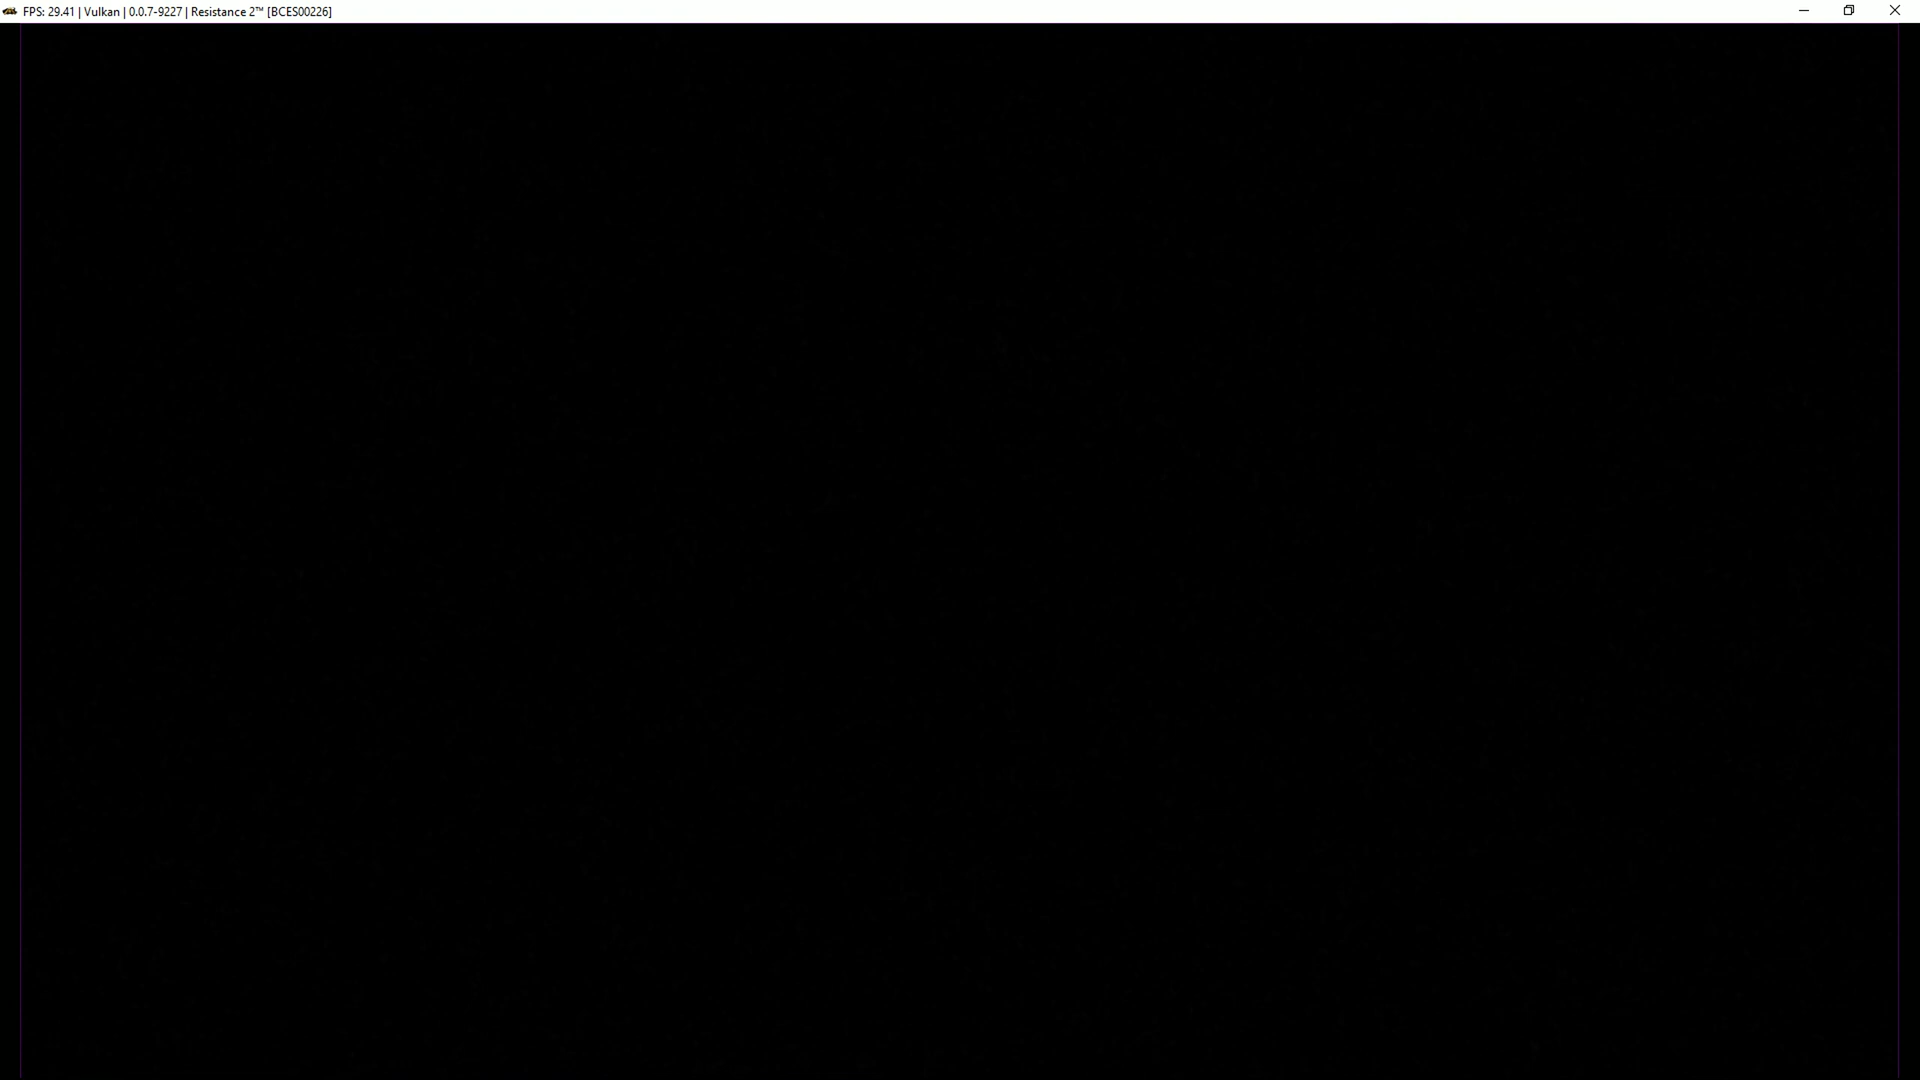 FPS: 29.41 | Vulkan | 0.0.7-9227 | Resistance 2™ [BCES00226]